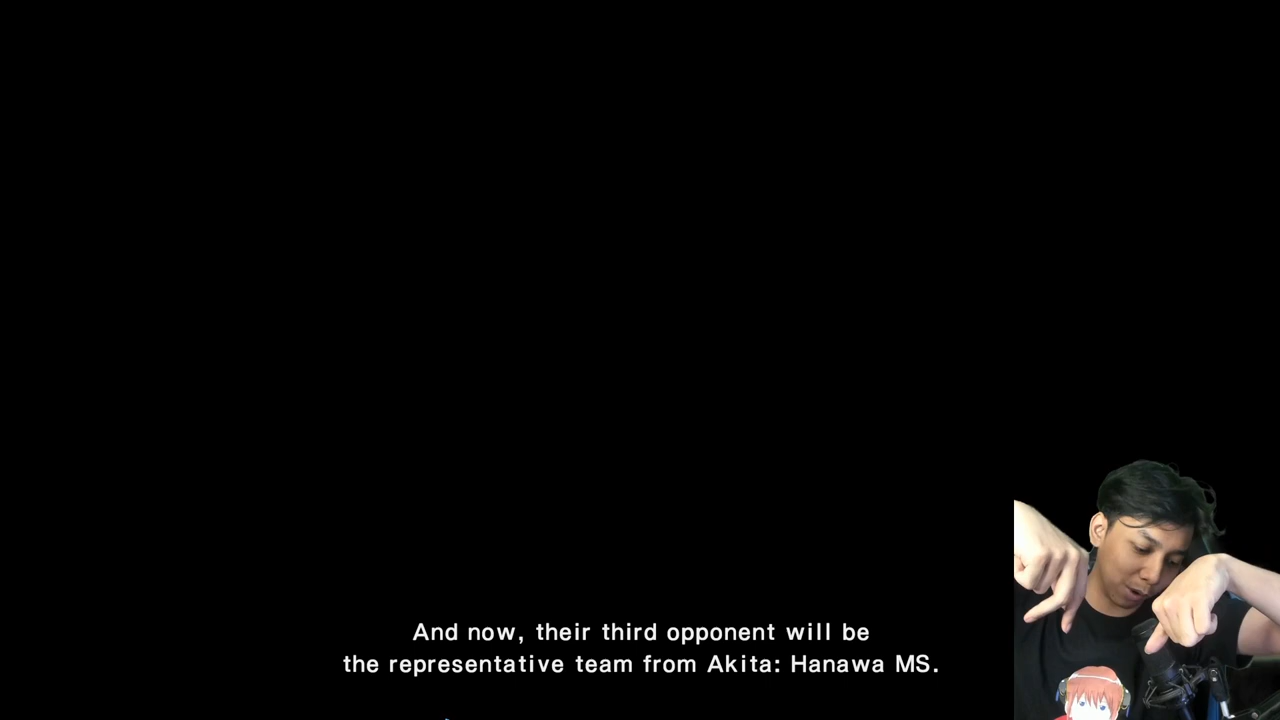 And now, their third opponent will be
the representative team from Akita: Hanawa MS.